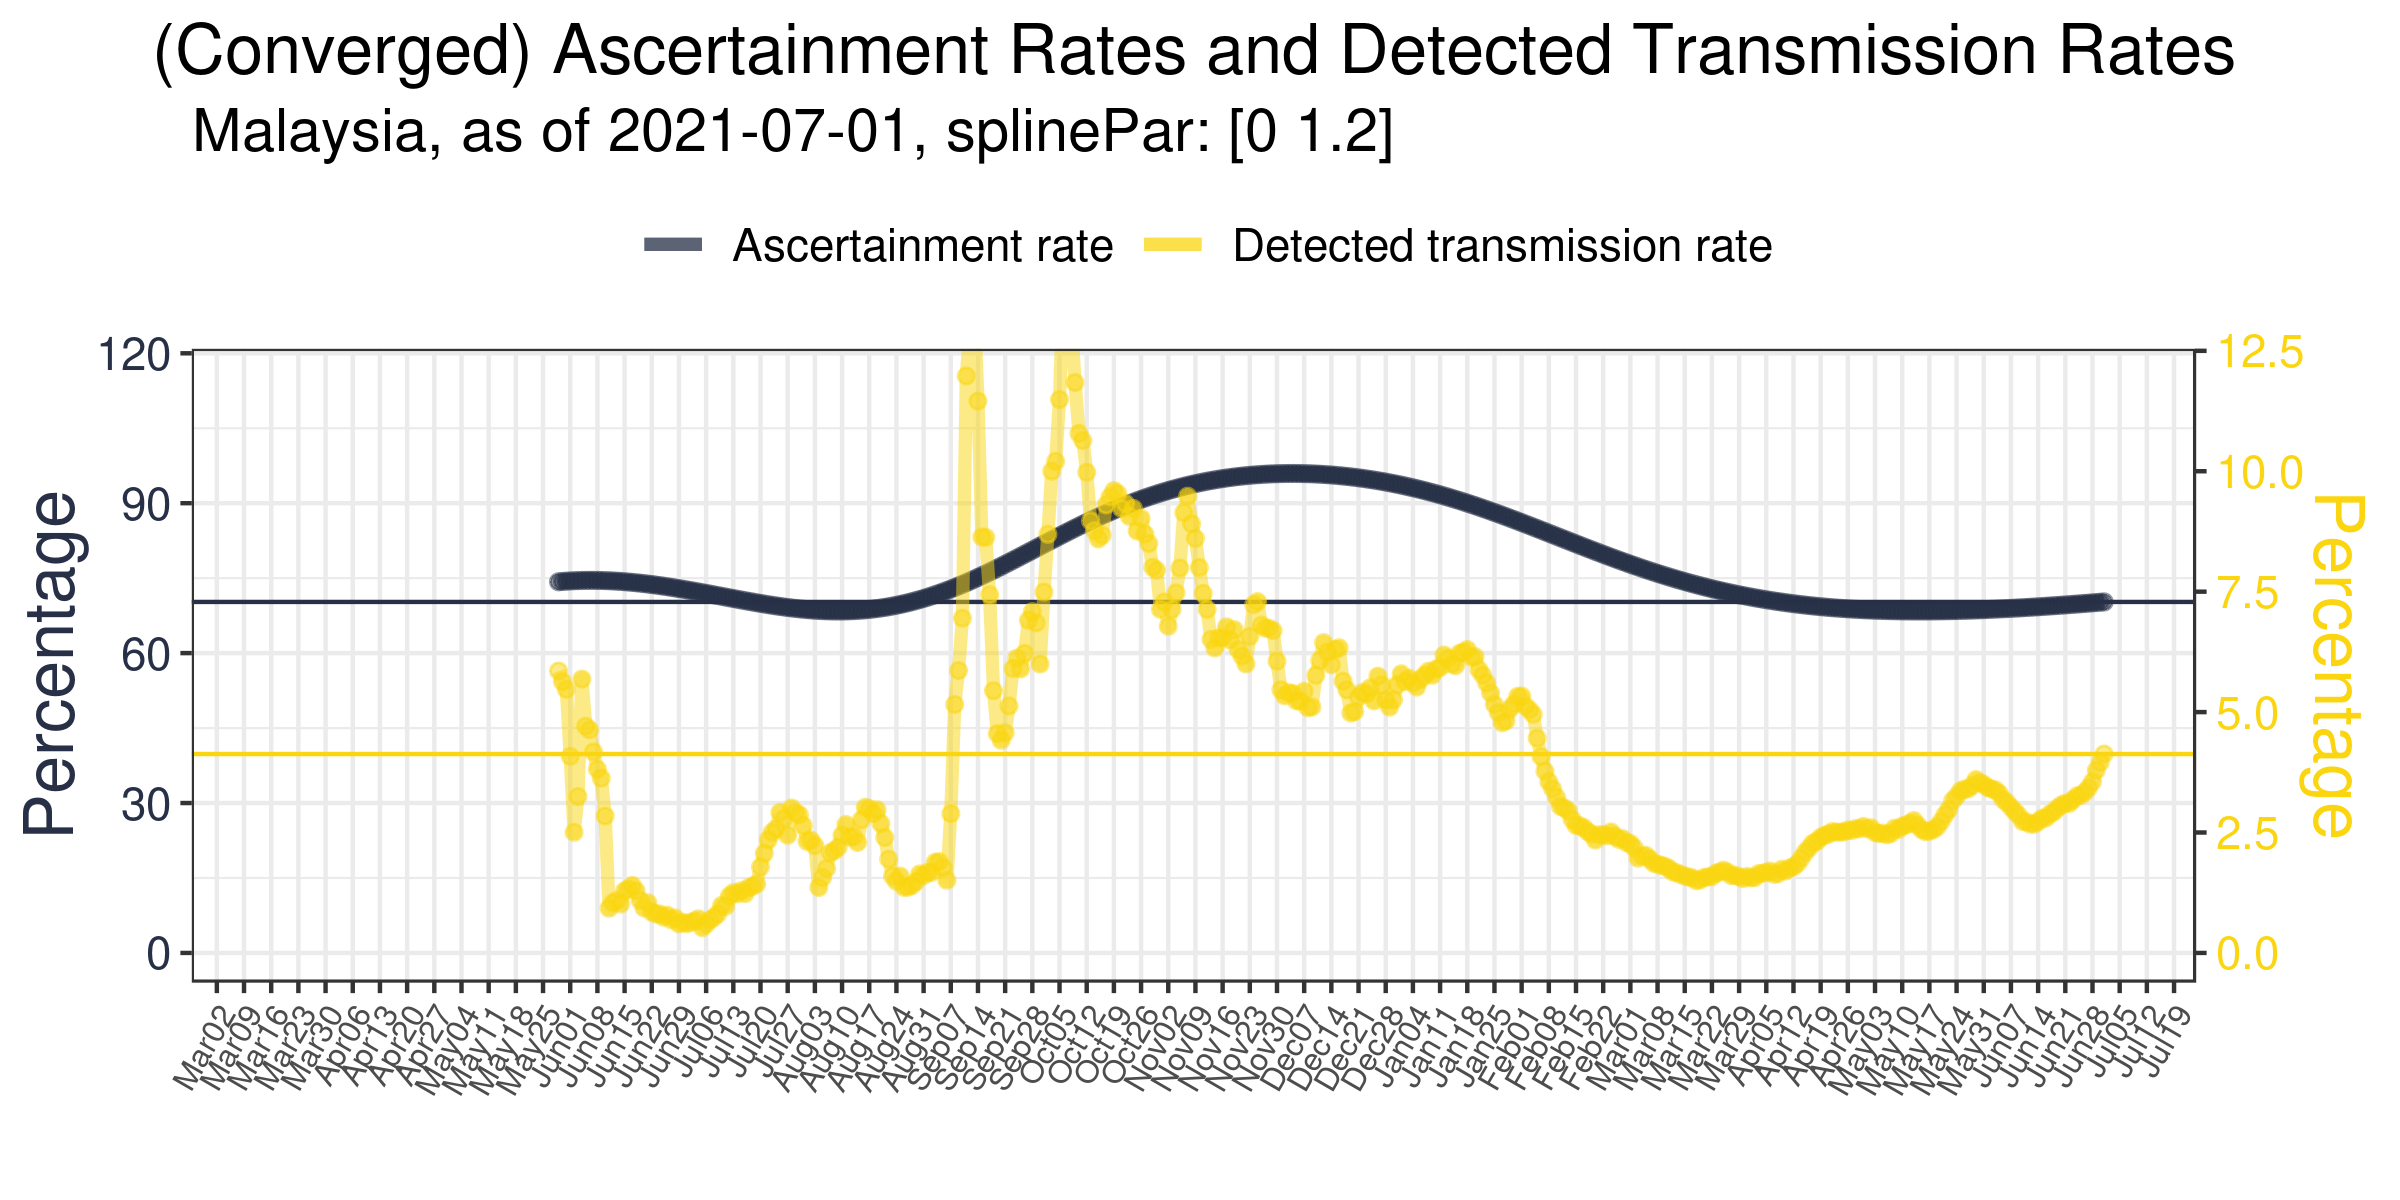 (Converged) Ascertainment Rates and Detected Transmission Rates
Malaysia, as of 2021-07-01, splinePar: [0 1.2]
Ascertainment rate
Detected transmission rate
Percentage
120
90
60
30
0
12.5
10.0
7.5
5.0
2.5
0.0
Percentage
Mar02
Mar09
Mar16
Mar23
Mar30
Apr06
Apr13
Apr20
Apr27
May04
May11
May18
May25
Jun01
Jun08
Jun15
Jun22
Jun29
Jul06
Jul13
Jul20
Jul27
Aug03
Aug10
Aug17
Aug24
Aug31
Sep07
Sep14
Sep21
Sep28
Oct05
Oct12
Oct19
Oct26
Nov02
Nov09
Nov16
Nov23
Nov30
Dec07
Dec14
Dec21
Dec28
Jan04
Jan11
Jan18
Jan25
Feb01
Feb08
Feb15
Feb22
Mar01
Mar08
Mar15
Mar22
Mar29
Apr05
Apr12
Apr19
Apr26
May03
May10
May17
May24
May31
Jun07
Jun14
Jun21
Jun28
Jul05
Jul12
Jul19